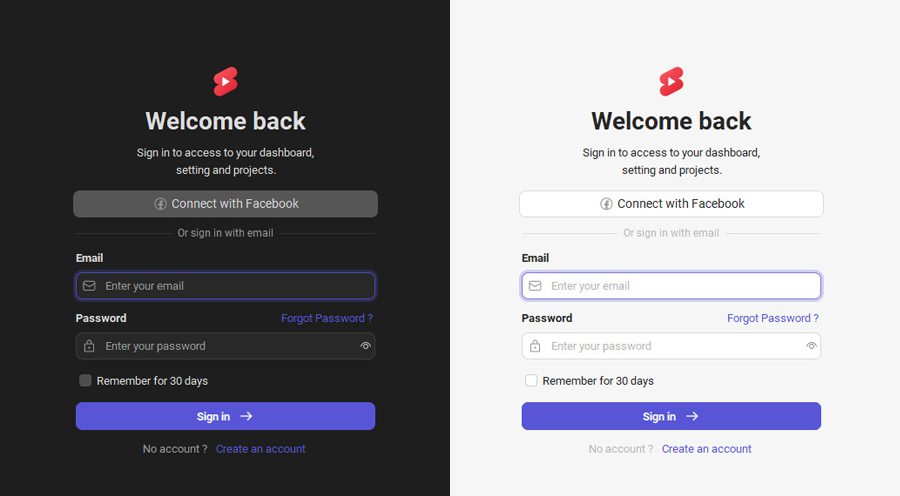 Welcome back
Sign in to access to your dashboard,
setting and projects.
Connect with Facebook
Or sign in with email
Email
Enter your email
Password
Forgot Password ?
Enter your password
Remember for 30 days
Sign in
No account ?
Create an account
Welcome back
Sign in to access to your dashboard,
setting and projects.
Connect with Facebook
Or sign in with email
Email
Enter your email
Password
Forgot Password ?
Enter your password
Remember for 30 days
Sign in
No account ?
Create an account